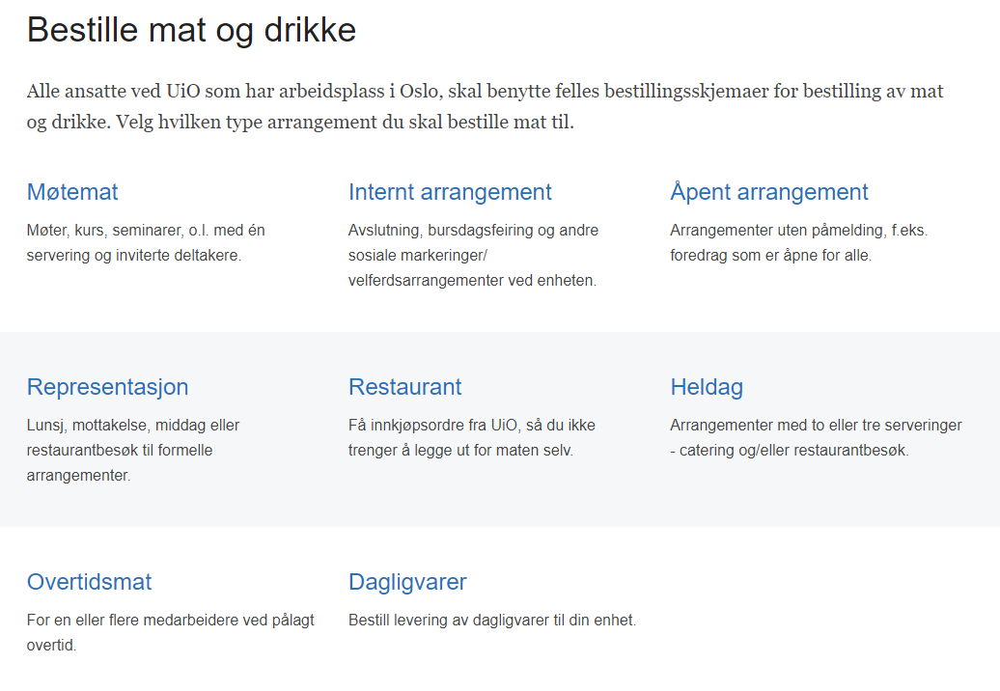 Bestille mat og drikke
Alle ansatte ved UiO som har arbeidsplass i Oslo, skal benytte felles bestillingsskjemaer for bestilling av mat
og drikke. Velg hvilken type arrangement du skal bestille mat til.
Møtemat
Møter, kurs, seminarer, o.l. med én
servering og inviterte deltakere.
Internt arrangement
Avslutning, bursdagsfeiring og andre
sosiale markeringer/
velferdsarrangementer ved enheten.
Åpent arrangement
Arrangementer uten påmelding, f.eks.
foredrag som er åpne for alle.
Representasjon
Lunsj, mottakelse, middag eller
restaurantbesøk til formelle
arrangementer.
Restaurant
Få innkjøpsordre fra UiO, så du ikke
trenger å legge ut for maten selv.
Heldag
Arrangementer med to eller tre serveringer
- catering og/eller restaurantbesøk.
Overtidsmat
For en eller flere medarbeidere ved pålagt
overtid.
Dagligvarer
Bestill levering av dagligvarer til din enhet.